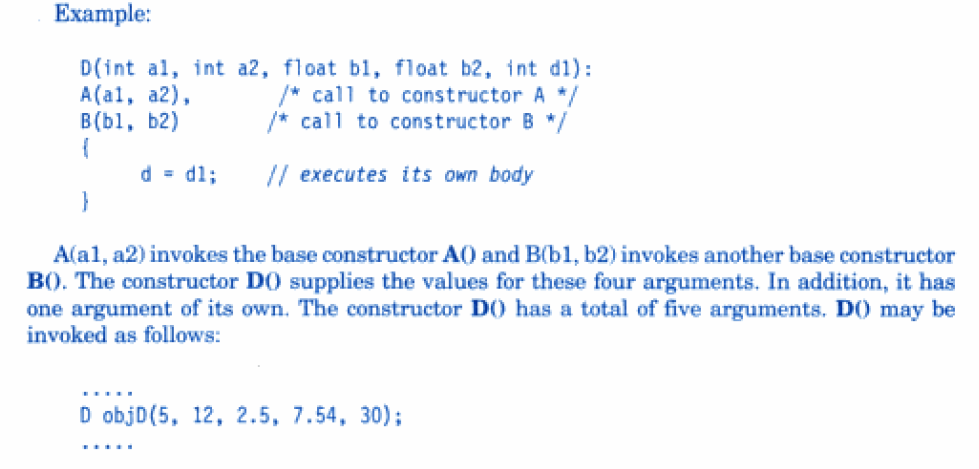 Example:
D(int a1, int a2, float b1, float b2, int d1):
A(a1, a2), /* call to constructor A */
B(b1, b2) /* call to constructor B */
{
d = d1; // executes its own body
}
A(a1, a2) invokes the base constructor A() and B(b1, b2) invokes another base constructor
B(). The constructor D() supplies the values for these four arguments. In addition, it has
one argument of its own. The constructor D() has a total of five arguments. D() may be
invoked as follows:
.....
D objD(5, 12, 2.5, 7.54, 30);
.....